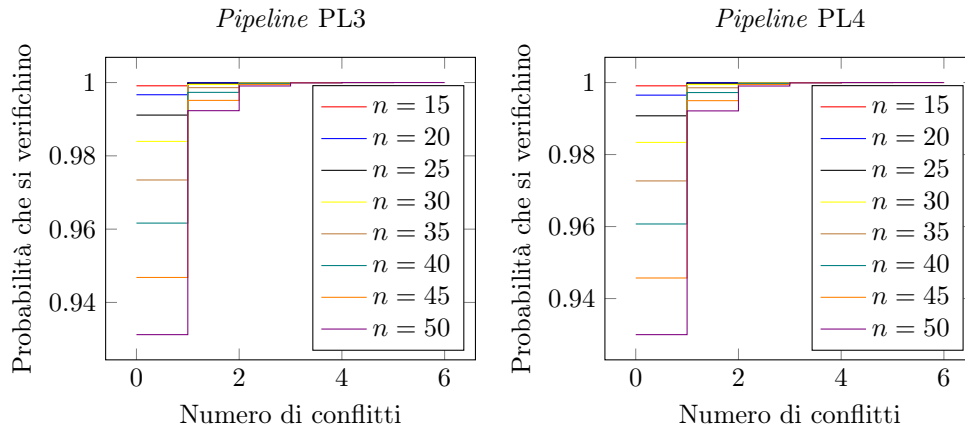 Pipeline PL3
Probabilità che si verifichino
1
0.98
0.96
0.94
0
2
4
6
Numero di conflitti
n = 15
n = 20
n = 25
n = 30
n = 35
n = 40
n = 45
n = 50
Pipeline PL4
Probabilità che si verifichino
1
0.98
0.96
0.94
0
2
4
6
Numero di conflitti
n = 15
n = 20
n = 25
n = 30
n = 35
n = 40
n = 45
n = 50